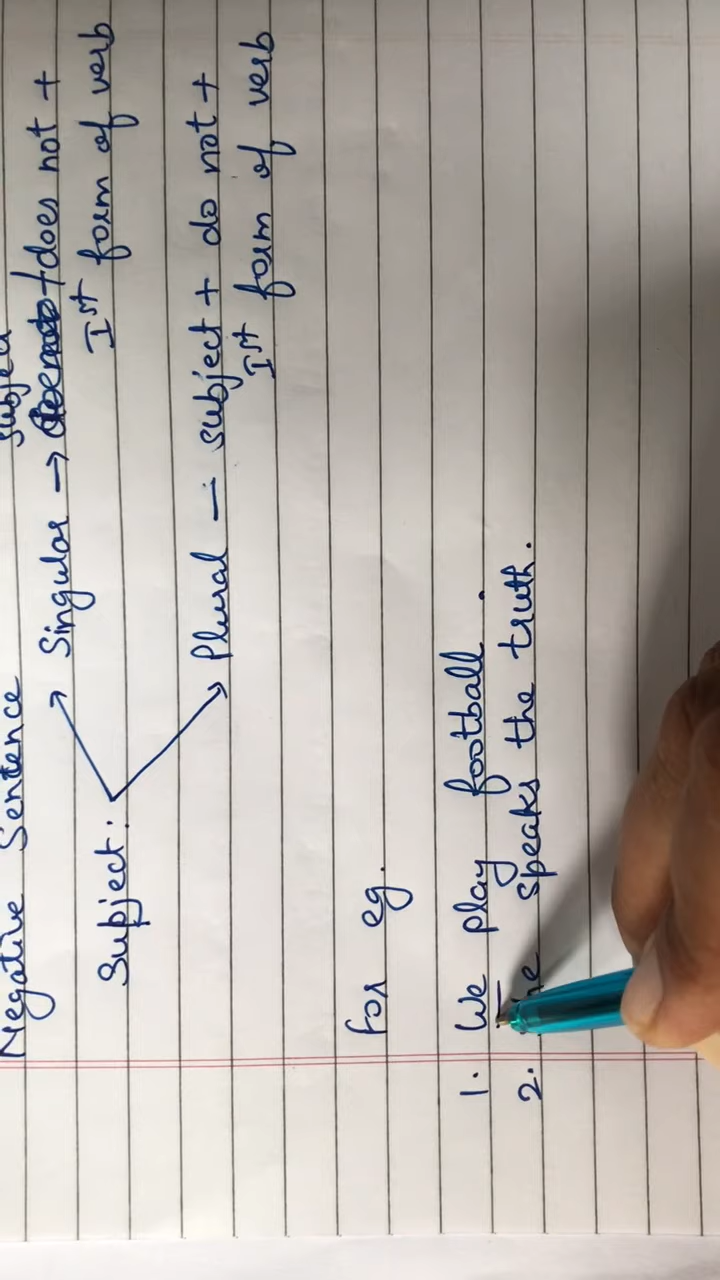 Negative Sentence
subject
Singular → + does not +
Ist form of verb
Subject :
Plural — subject + do not +
Ist form of verb
for eg.
1. We play football.
2. speaks the truth.